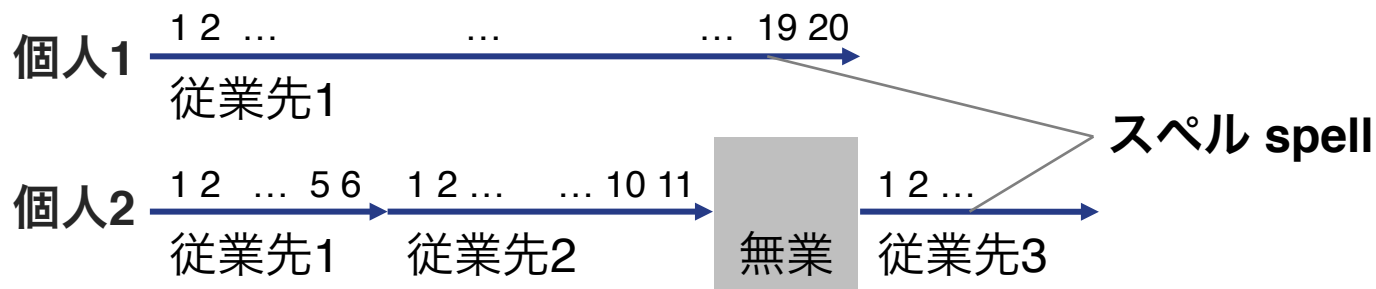 1 2 … … … 19 20
個人1
従業先1
スペル spell
1 2 … 5 6 1 2 … … 10 11 1 2 …
個人2
従業先1 従業先2 無業 従業先3